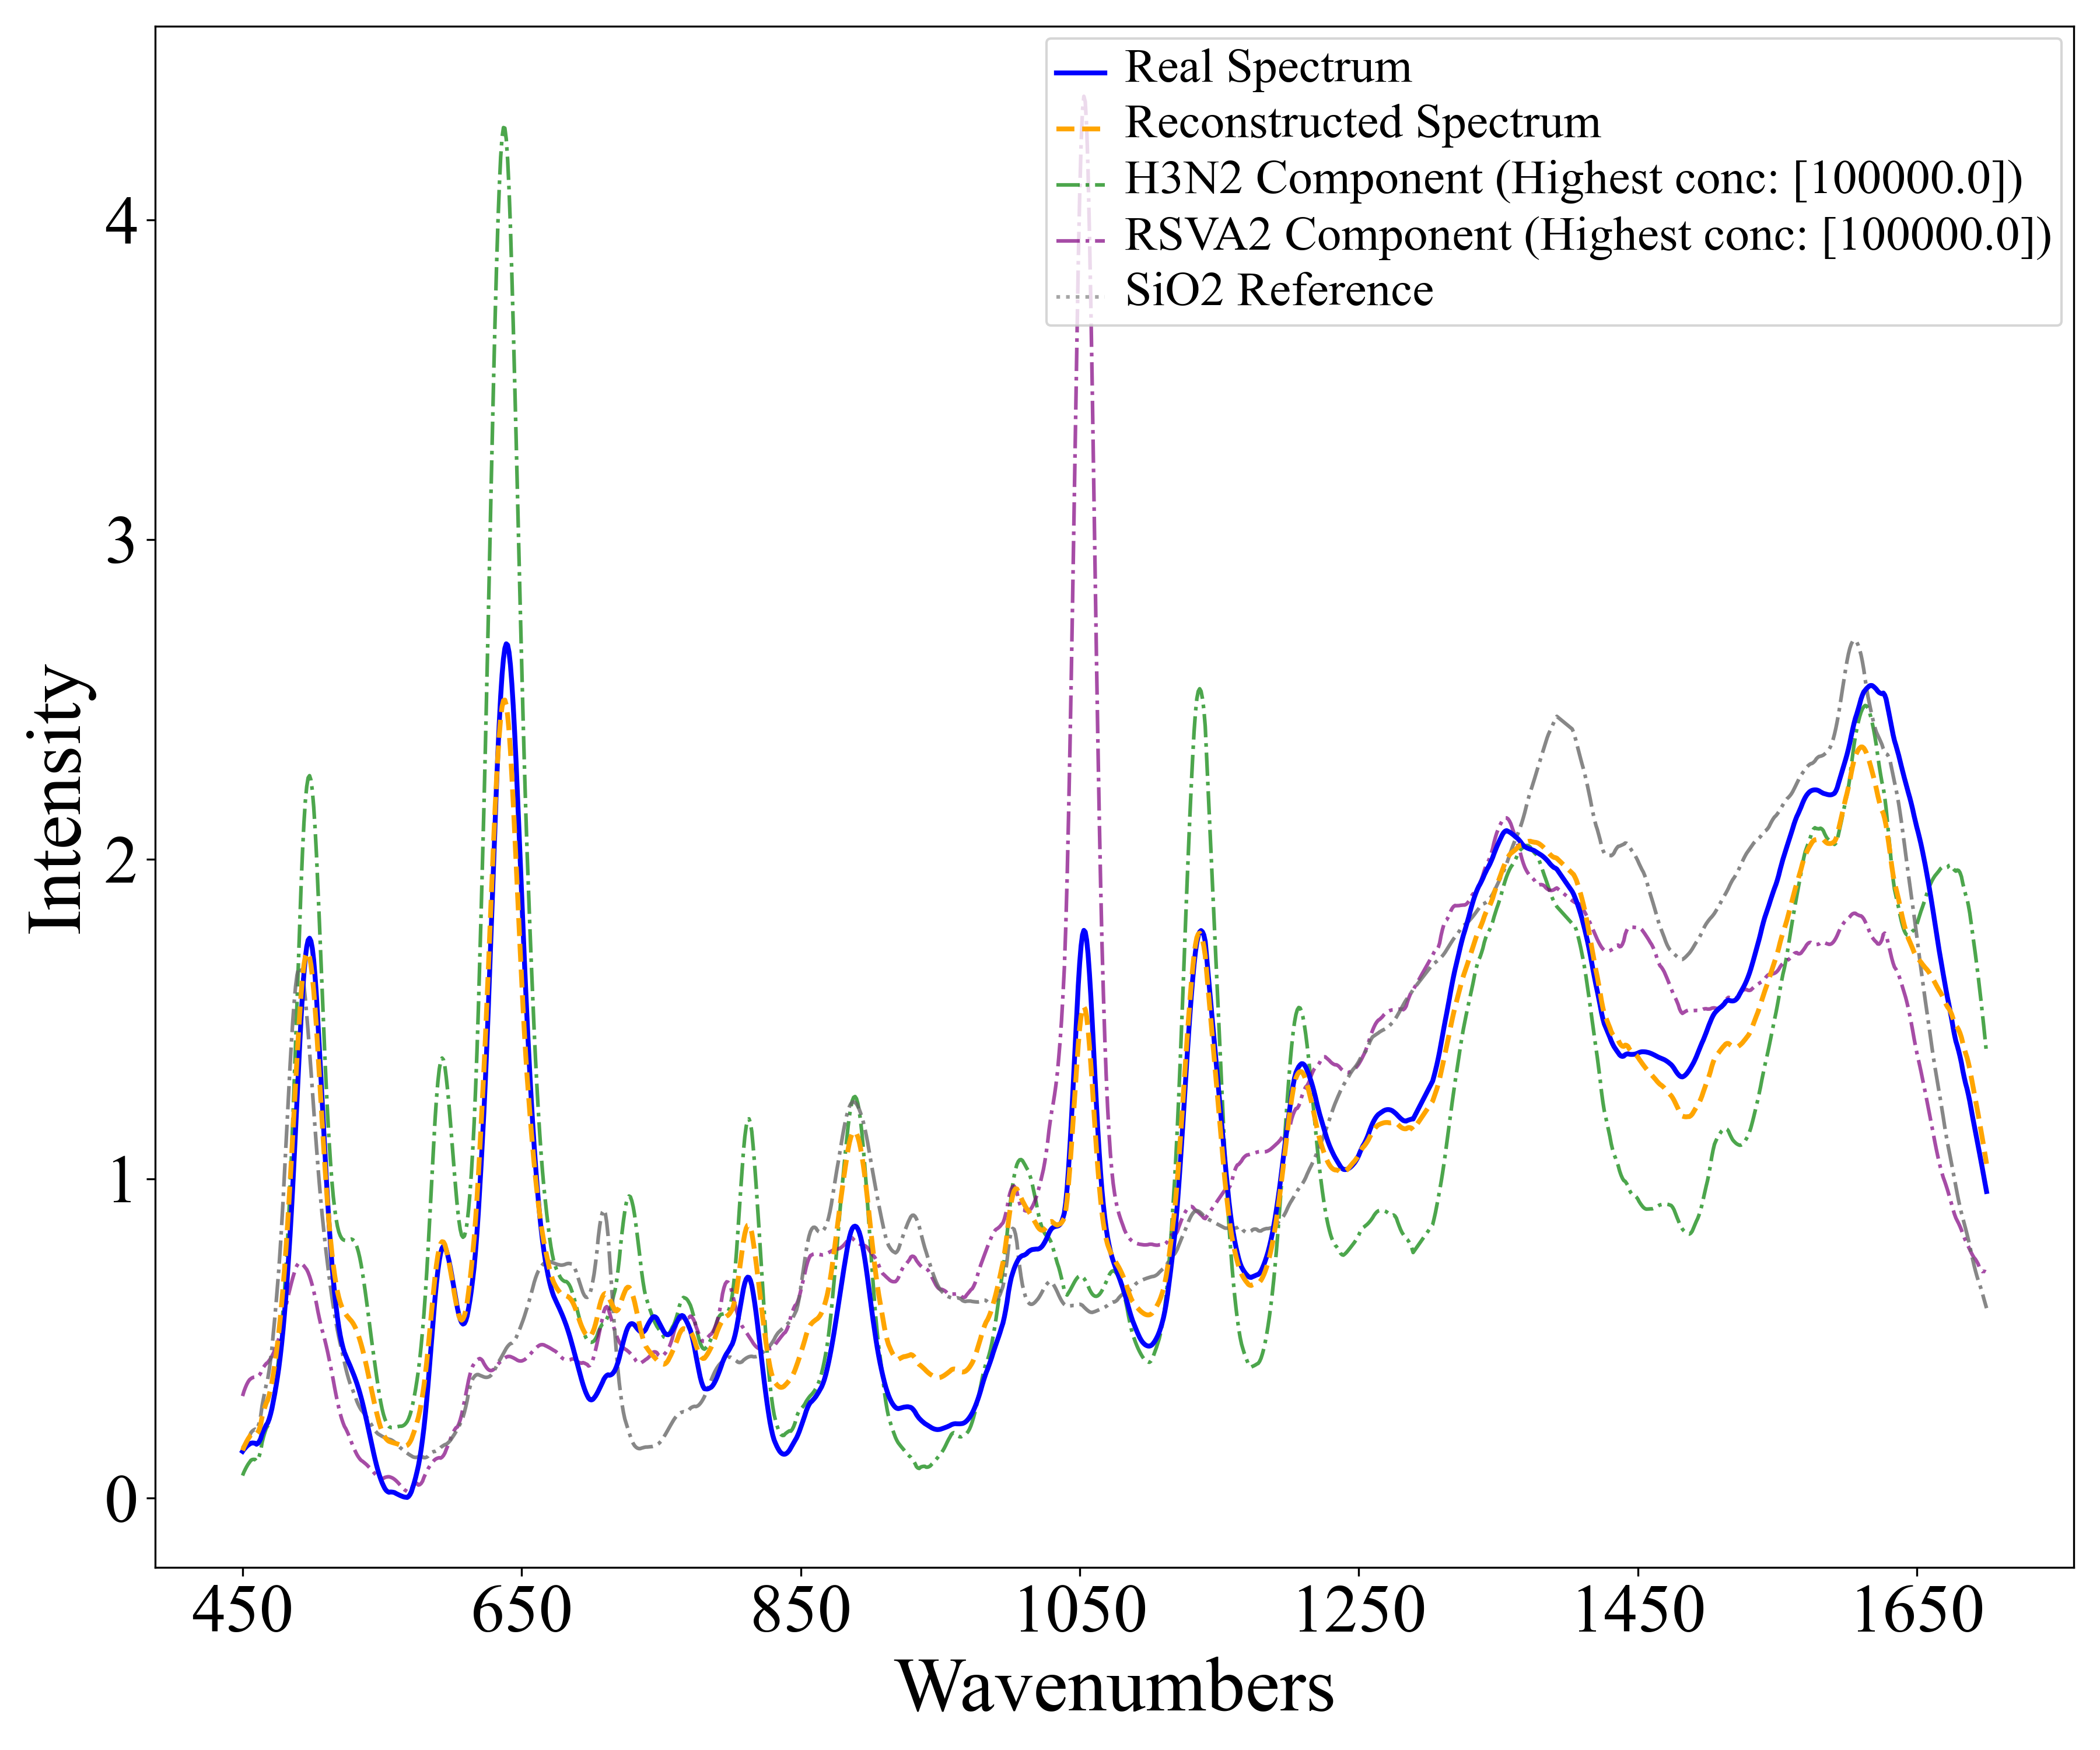 Real Spectrum
Reconstructed Spectrum
H3N2 Component (Highest conc: [100000.0])
RSVA2 Component (Highest conc: [100000.0])
SiO2 Reference
Intensity
4
3
2
1
0
450 650 850 1050 1250 1450 1650
Wavenumbers